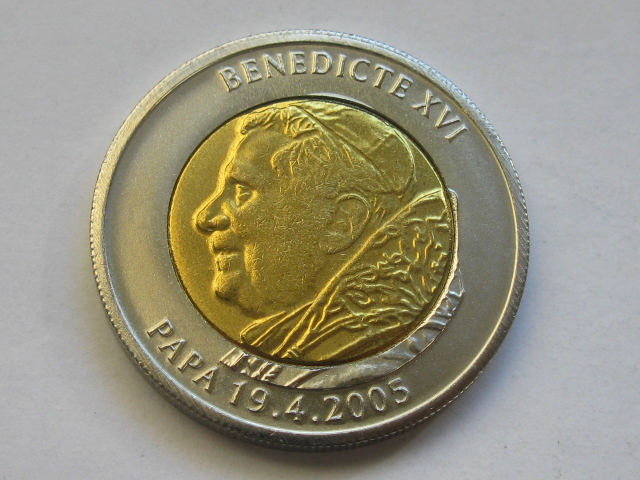 BENEDICTE XVI
PAPA 19.4.2005